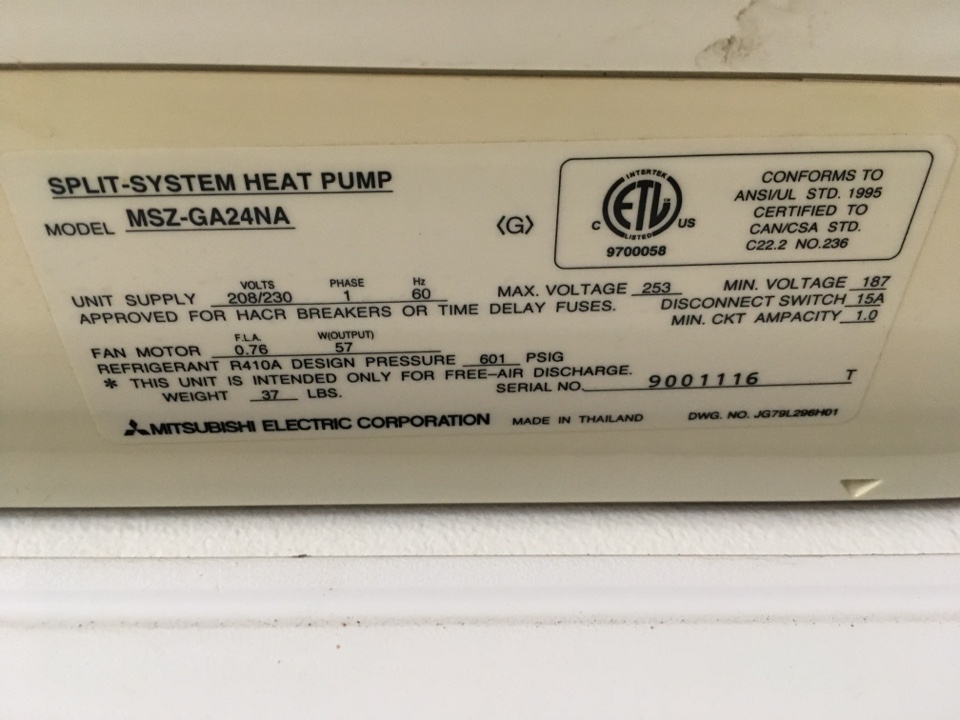 SPLIT-SYSTEM HEAT PUMP
MODEL MSZ-GA24NA
(G)
INTERTEK
C ETL US
LISTED
9700058
CONFORMS TO
ANSI/UL STD. 1995
CERTIFIED TO
CAN/CSA STD.
C22.2 NO.236
VOLTS PHASE Hz
UNIT SUPPLY 208/230 1 60
MAX. VOLTAGE 253 MIN. VOLTAGE 187
APPROVED FOR HACR BREAKERS OR TIME DELAY FUSES.
DISCONNECT SWITCH 15A
MIN. CKT AMPACITY 1.0
F.L.A. W(OUTPUT)
FAN MOTOR 0.76 57
REFRIGERANT R410A DESIGN PRESSURE 601 PSIG
* THIS UNIT IS INTENDED ONLY FOR FREE-AIR DISCHARGE.
WEIGHT 37 LBS.
SERIAL NO. 9001116 T
MITSUBISHI ELECTRIC CORPORATION MADE IN THAILAND DWG. NO. JG79L296H01